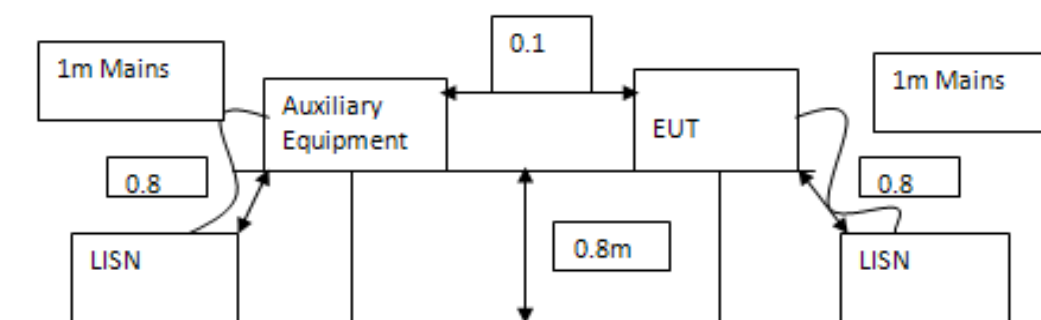 0.1
1m Mains
1m Mains
Auxiliary
Equipment
EUT
0.8
0.8
0.8m
LISN
LISN